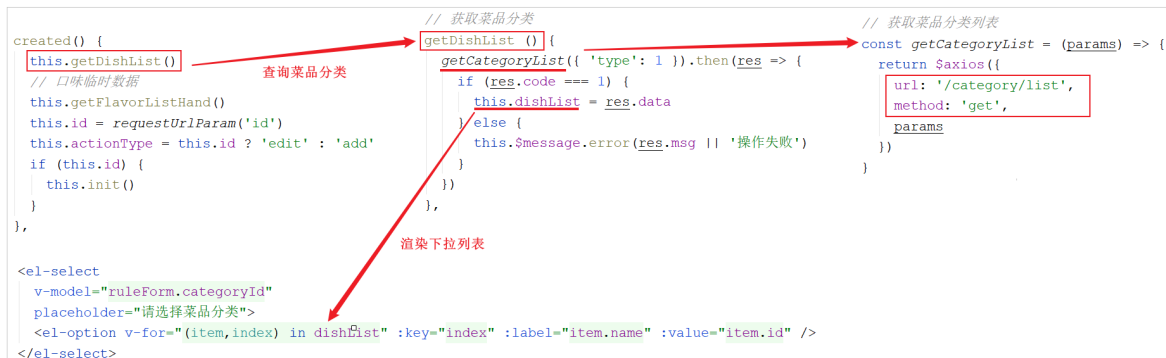 created() {
this.getDishList()
// 口味临时数据
this.getFlavorListHand()
this.id = requestUrlParam('id')
this.actionType = this.id ? 'edit' : 'add'
if (this.id) {
this.init()
}
},
查询菜品分类
// 获取菜品分类
getDishList () {
getCategoryList({ 'type': 1 }).then(res => {
if (res.code === 1) {
this.dishList = res.data
} else {
this.$message.error(res.msg || '操作失败')
}
})
},
// 获取菜品分类列表
const getCategoryList = (params) => {
return $axios({
url: '/category/list',
method: 'get',
params
})
}
渲染下拉列表
<el-select
v-model="ruleForm.categoryId"
placeholder="请选择菜品分类">
<el-option v-for="(item,index) in dishList" :key="index" :label="item.name" :value="item.id" />
</el-select>